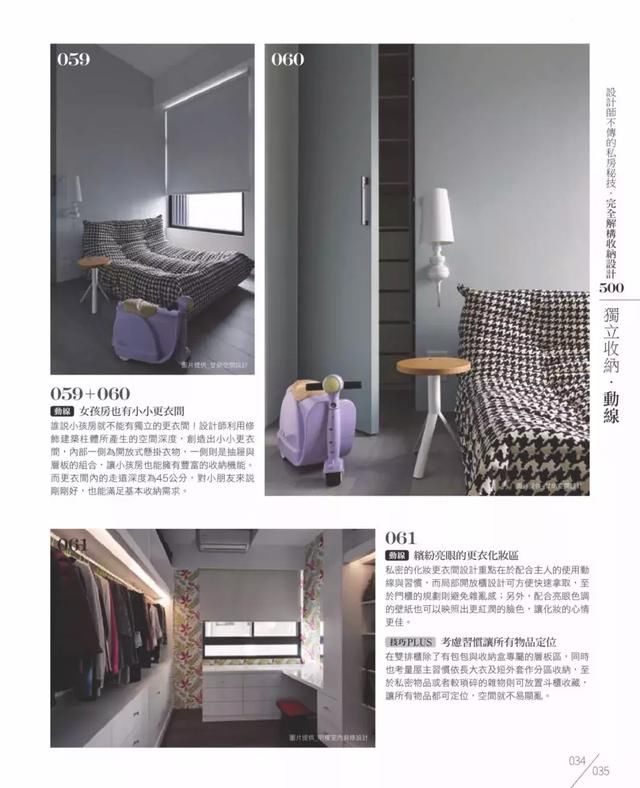 059
圖片提供_甘納空間設計
060
059+060
動線 女孩房也有小小更衣間
誰說小孩房就不能有獨立的更衣間！設計師利用修
飾建築柱體所產生的空間深度，創造出小小更衣
間，內部一側為開放式懸掛衣物，一側則是抽屜與
層板的組合，讓小孩房也能擁有豐富的收納機能。
而更衣間內的走道深度為45公分，對小朋友來說
剛剛好，也能滿足基本收納需求。
061
圖片提供_明樓室內裝修設計
061
動線 繽紛亮眼的更衣化妝區
私密的化妝更衣間設計重點在於配合主人的使用動
線與習慣，而局部開放櫃設計可方便快速拿取，至
於門櫃的規劃則避免雜亂感；另外，配合亮眼色調
的壁紙也可以映照出更紅潤的臉色，讓化妝的心情
更佳。
技巧PLUS 考慮習慣讓所有物品定位
在雙排櫃除了有包包與收納盒專屬的層板區，同時
也考量屋主習慣依長大衣及短外套作分區收納，至
於私密物品或者較瑣碎的雜物則可放置斗櫃收藏，
讓所有物品都可定位，空間就不易顯亂。
設計師不傳的私房秘技．完全解構收納設計500
獨立收納．動線
034
035